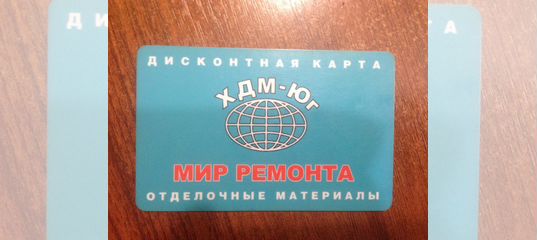 ДИСКОНТНАЯ КАРТА
ХДМ-ЮГ
МИР РЕМОНТА
ОТДЕЛОЧНЫЕ МАТЕРИАЛЫ